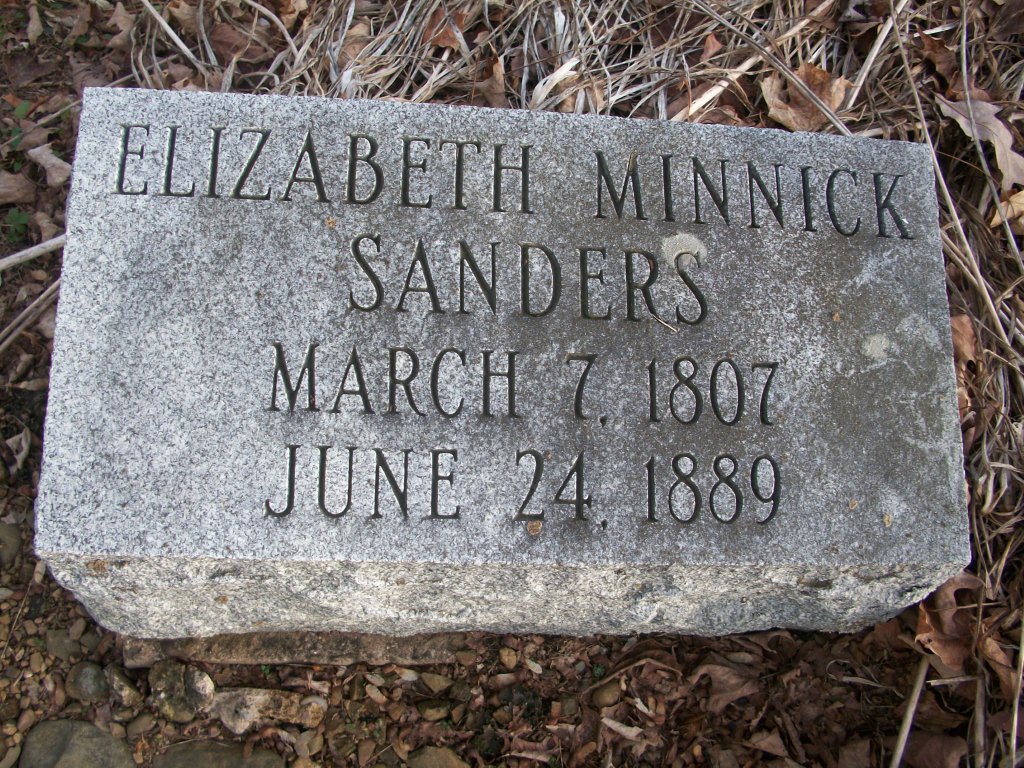 ELIZABETH MINNICK
SANDERS
MARCH 7, 1807
JUNE 24, 1889